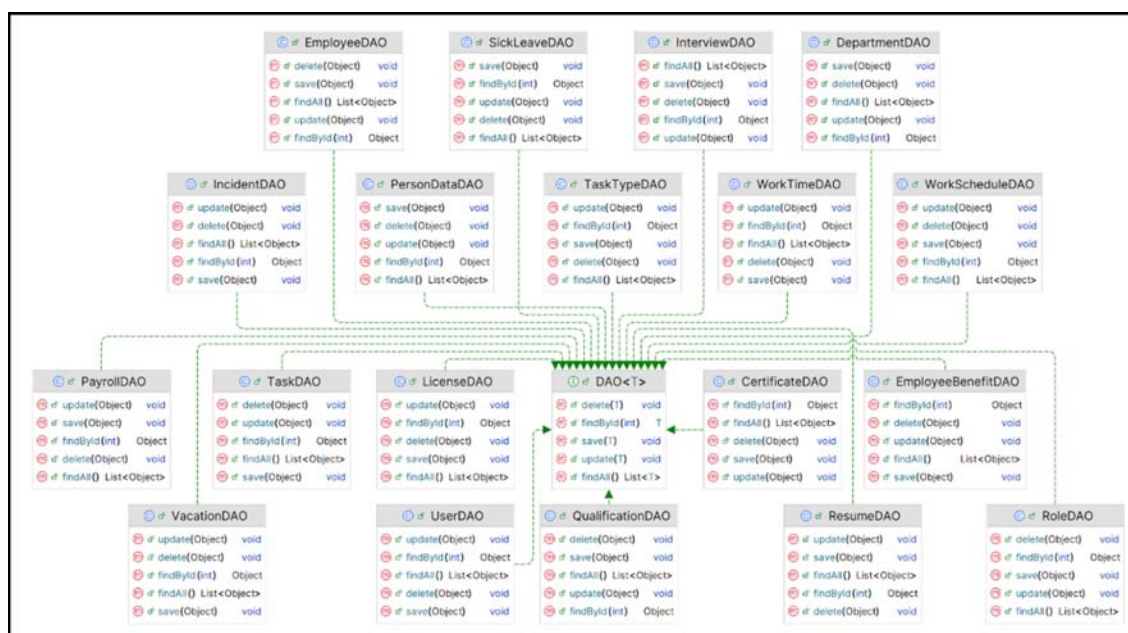 EmployeeDAO
delete(Object) void
save(Object) void
findAll() List<Object>
update(Object) void
findById(int) Object
SickLeaveDAO
save(Object) void
findById(int) Object
update(Object) void
delete(Object) void
findAll() List<Object>
InterviewDAO
findAll() List<Object>
save(Object) void
delete(Object) void
findById(int) Object
update(Object) void
DepartmentDAO
save(Object) void
delete(Object) void
findAll() List<Object>
update(Object) void
findById(int) Object
IncidentDAO
update(Object) void
delete(Object) void
findAll() List<Object>
findById(int) Object
save(Object) void
PersonDataDAO
save(Object) void
delete(Object) void
update(Object) void
findById(int) Object
findAll() List<Object>
TaskTypeDAO
update(Object) void
findById(int) Object
save(Object) void
delete(Object) void
findAll() List<Object>
WorkTimeDAO
update(Object) void
findById(int) Object
findAll() List<Object>
delete(Object) void
save(Object) void
WorkScheduleDAO
update(Object) void
delete(Object) void
save(Object) void
findById(int) Object
findAll() List<Object>
PayrollDAO
update(Object) void
save(Object) void
findById(int) Object
delete(Object) void
findAll() List<Object>
TaskDAO
delete(Object) void
update(Object) void
findById(int) Object
findAll() List<Object>
save(Object) void
LicenseDAO
update(Object) void
findById(int) Object
delete(Object) void
save(Object) void
findAll() List<Object>
DAO<T>
delete(T) void
findById(int) T
save(T) void
update(T) void
findAll() List<T>
CertificateDAO
findById(int) Object
findAll() List<Object>
delete(Object) void
save(Object) void
update(Object) void
EmployeeBenefitDAO
findById(int) Object
delete(Object) void
update(Object) void
findAll() List<Object>
save(Object) void
VacationDAO
update(Object) void
delete(Object) void
findById(int) Object
findAll() List<Object>
save(Object) void
UserDAO
update(Object) void
findById(int) Object
findAll() List<Object>
delete(Object) void
save(Object) void
QualificationDAO
delete(Object) void
save(Object) void
findAll() List<Object>
update(Object) void
findById(int) Object
ResumeDAO
update(Object) void
save(Object) void
findAll() List<Object>
findById(int) Object
delete(Object) void
RoleDAO
delete(Object) void
findById(int) Object
save(Object) void
update(Object) void
findAll() List<Object>